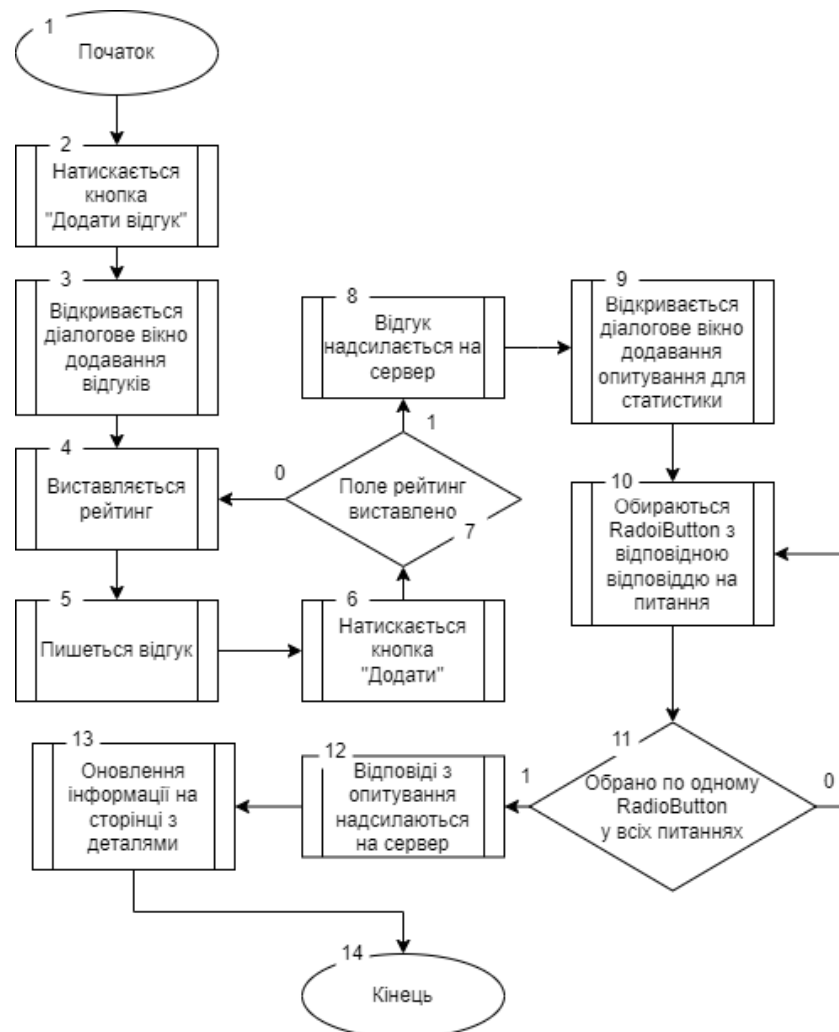 1
Початок
2
Натискається
кнопка
"Додати відгук"
3
Відкривається
діалогове вікно
додавання
відгуків
4
Виставляється
рейтинг
5
Пишеться відгук
6
Натискається
кнопка
"Додати"
7
Поле рейтинг
виставлено
0
1
8
Відгук
надсилається на
сервер
9
Відкривається
діалогове вікно
додавання
опитування для
статистики
10
Обираються
RadoiButton з
відповідною
відповіддю на
питання
11
Обрано по одному
RadioButton
у всіх питаннях
0
1
12
Відповіді з
опитування
надсилаються
на сервер
13
Оновлення
інформації на
сторінці з
деталями
14
Кінець